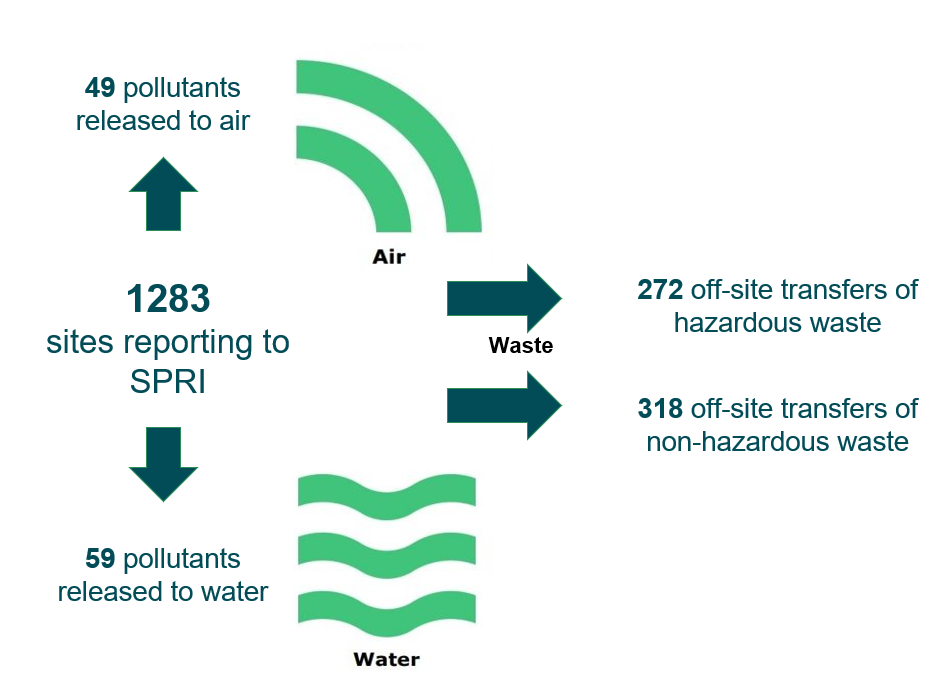 49 pollutants
released to air
Air
1283
sites reporting to
SPRI
Waste
272 off-site transfers of
hazardous waste
318 off-site transfers of
non-hazardous waste
59 pollutants
released to water
Water